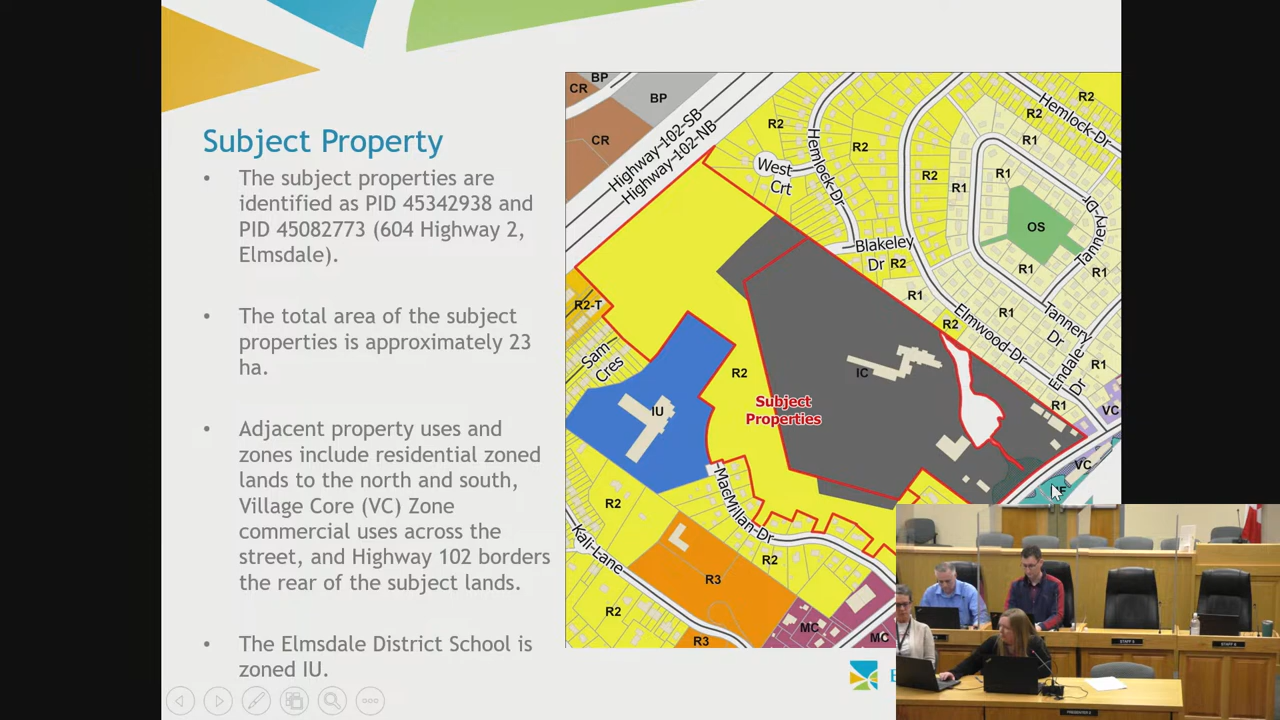 Subject Property
• The subject properties are
identified as PID 45342938 and
PID 45082773 (604 Highway 2,
Elmsdale).
• The total area of the subject
properties is approximately 23
ha.
• Adjacent property uses and
zones include residential zoned
lands to the north and south,
Village Core (VC) Zone
commercial uses across the
street, and Highway 102 borders
the rear of the subject lands.
• The Elmsdale District School is
zoned IU.
BP
CR
BP
CR
Highway-102-SB
Highway-102-NB
R2
West
Crt
Hemlock-Dr
R2
R2
R1
Hemlock-Dr
R2
R2
R1
R1
OS
Tannery-Dr
R1
R1
Blakeley
Dr
R2
R1
R2
Elmwood-Dr
R1
Tannery
Dr
Endale
Dr
R1
R1
VC
VC
R2-T
Sam
Cres
IU
R2
IC
Subject
Properties
MacMillan-Dr
R2
Kali-Lane
R3
R2
R2
R3
MC
MC
E
STAFF 5
STAFF 6